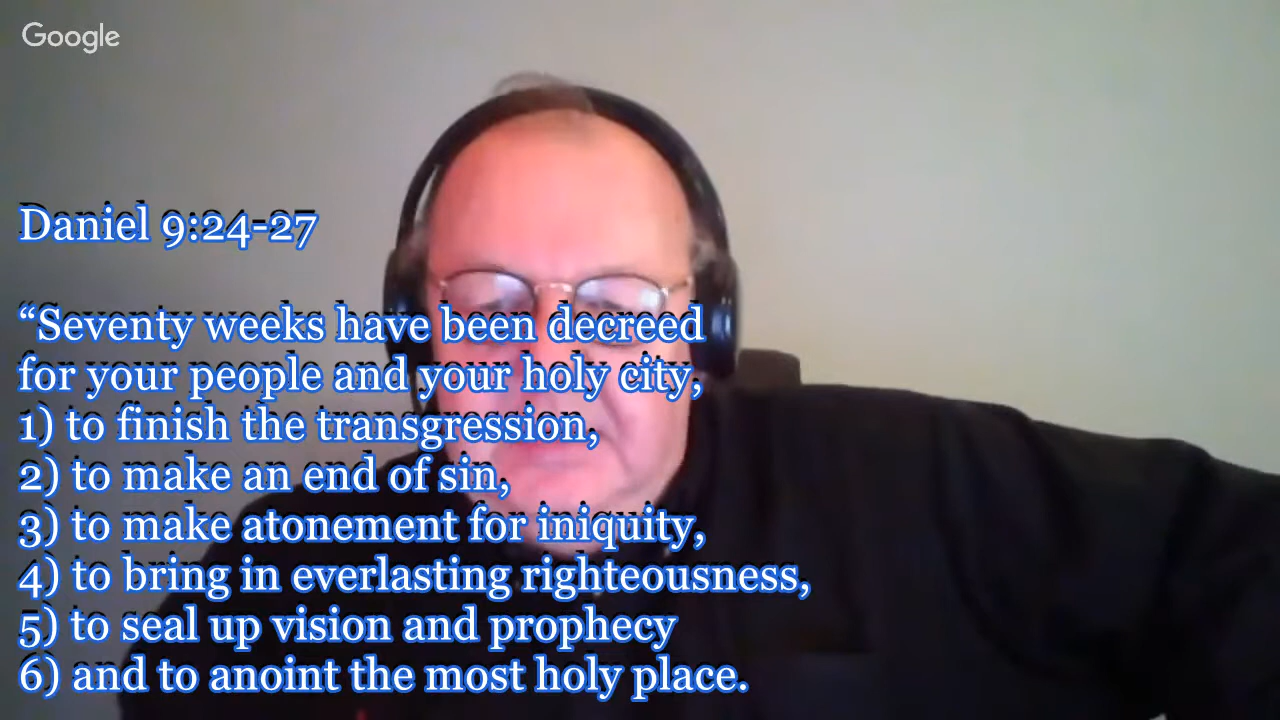 Google
Daniel 9:24-27
“Seventy weeks have been decreed
for your people and your holy city,
1) to finish the transgression,
2) to make an end of sin,
3) to make atonement for iniquity,
4) to bring in everlasting righteousness,
5) to seal up vision and prophecy
6) and to anoint the most holy place.